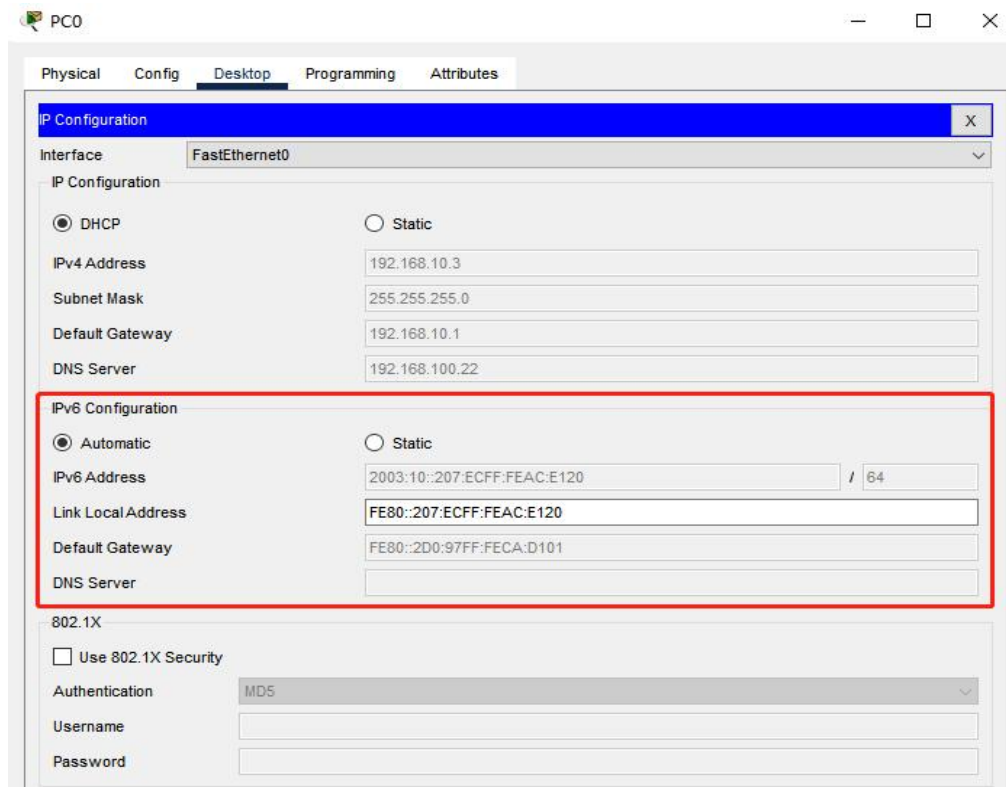 PC0
Physical Config Desktop Programming Attributes
IP Configuration X
Interface FastEthernet0
IP Configuration
DHCP Static
IPv4 Address 192.168.10.3
Subnet Mask 255.255.255.0
Default Gateway 192.168.10.1
DNS Server 192.168.100.22
IPv6 Configuration
Automatic Static
IPv6 Address 2003:10::207:ECFF:FEAC:E120 / 64
Link Local Address FE80::207:ECFF:FEAC:E120
Default Gateway FE80::2D0:97FF:FECA:D101
DNS Server
802.1X
Use 802.1X Security
Authentication MD5
Username
Password